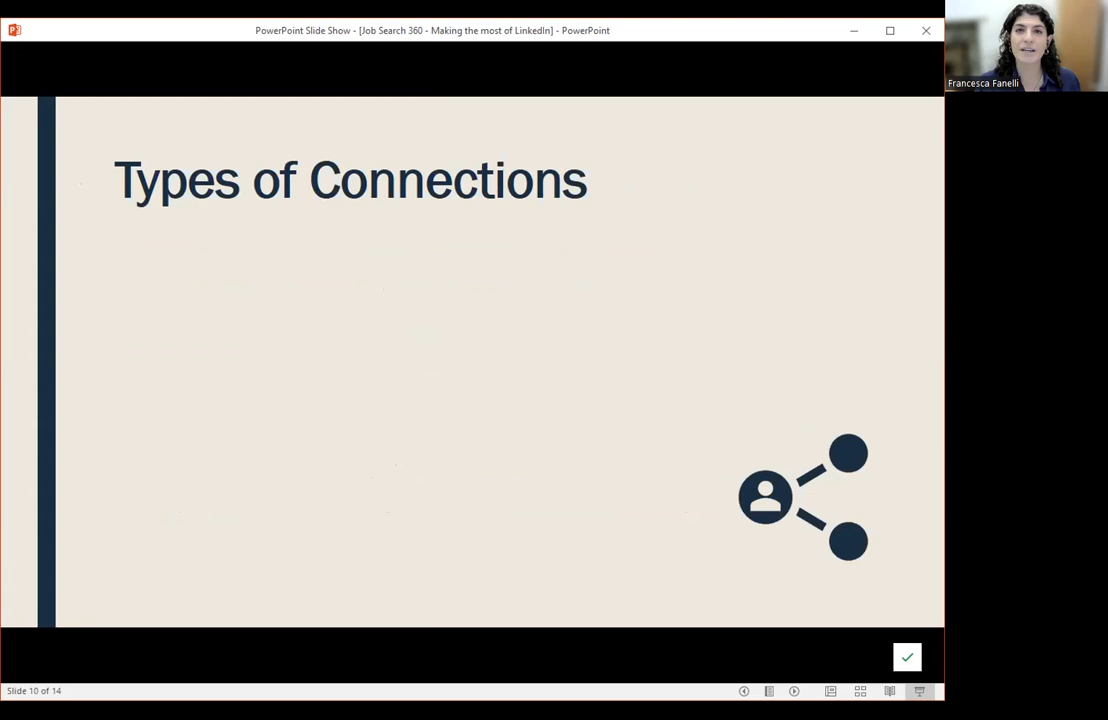 PowerPoint Slide Show - [Job Search 360 - Making the most of LinkedIn] - PowerPoint
Francesca Fanelli
Types of Connections
Slide 10 of 14